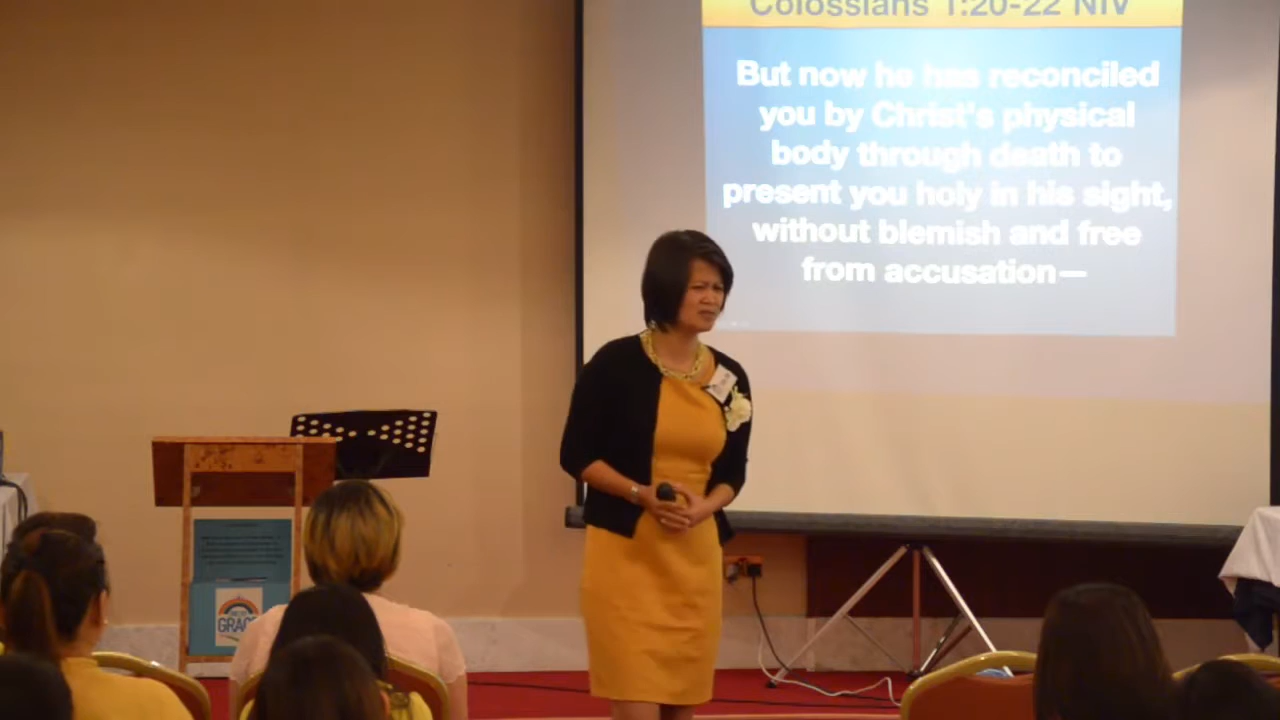 Colossians 1:20-22 NIV
But now he has reconciled
you by Christ's physical
body through death to
present you holy in his sight,
without blemish and free
from accusation—
GRACE